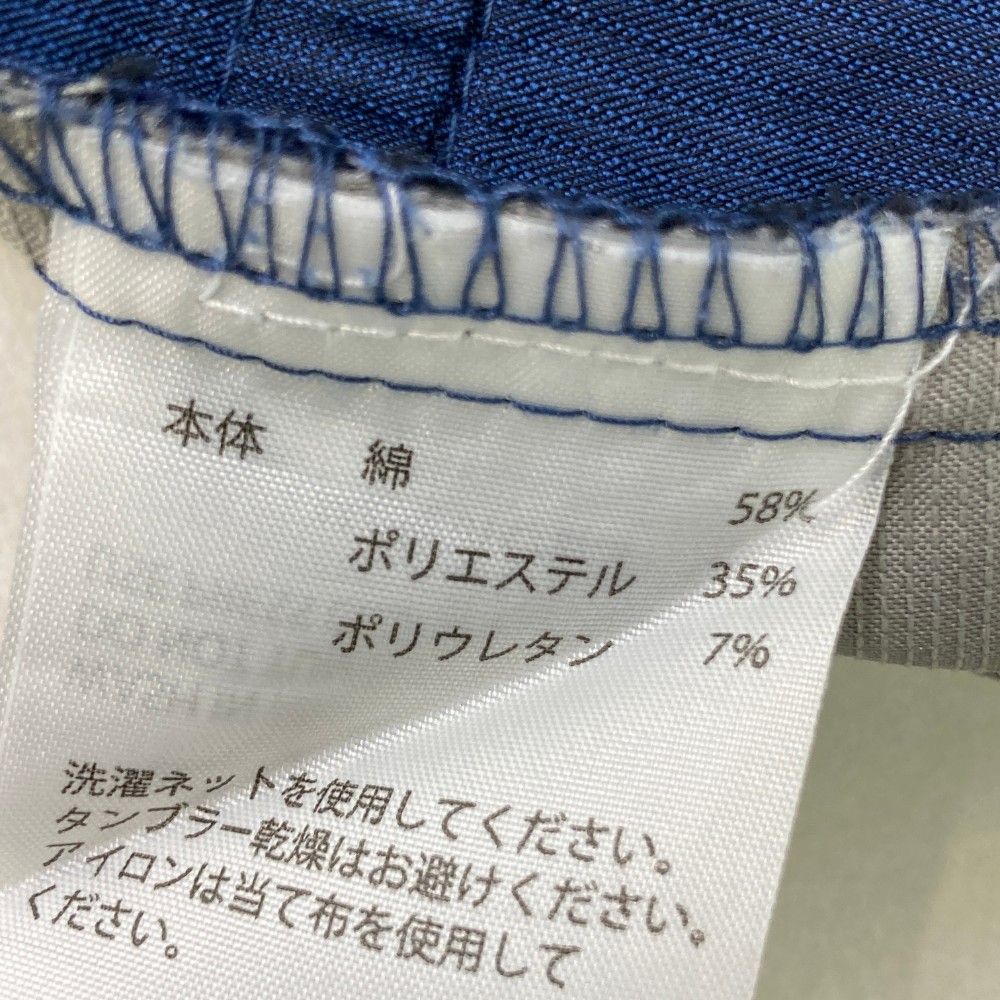 本体 綿 58%
ポリエステル 35%
ポリウレタン 7%
洗濯ネットを使用してください。
タンブラー乾燥はお避けください。
アイロンは当て布を使用して
ください。